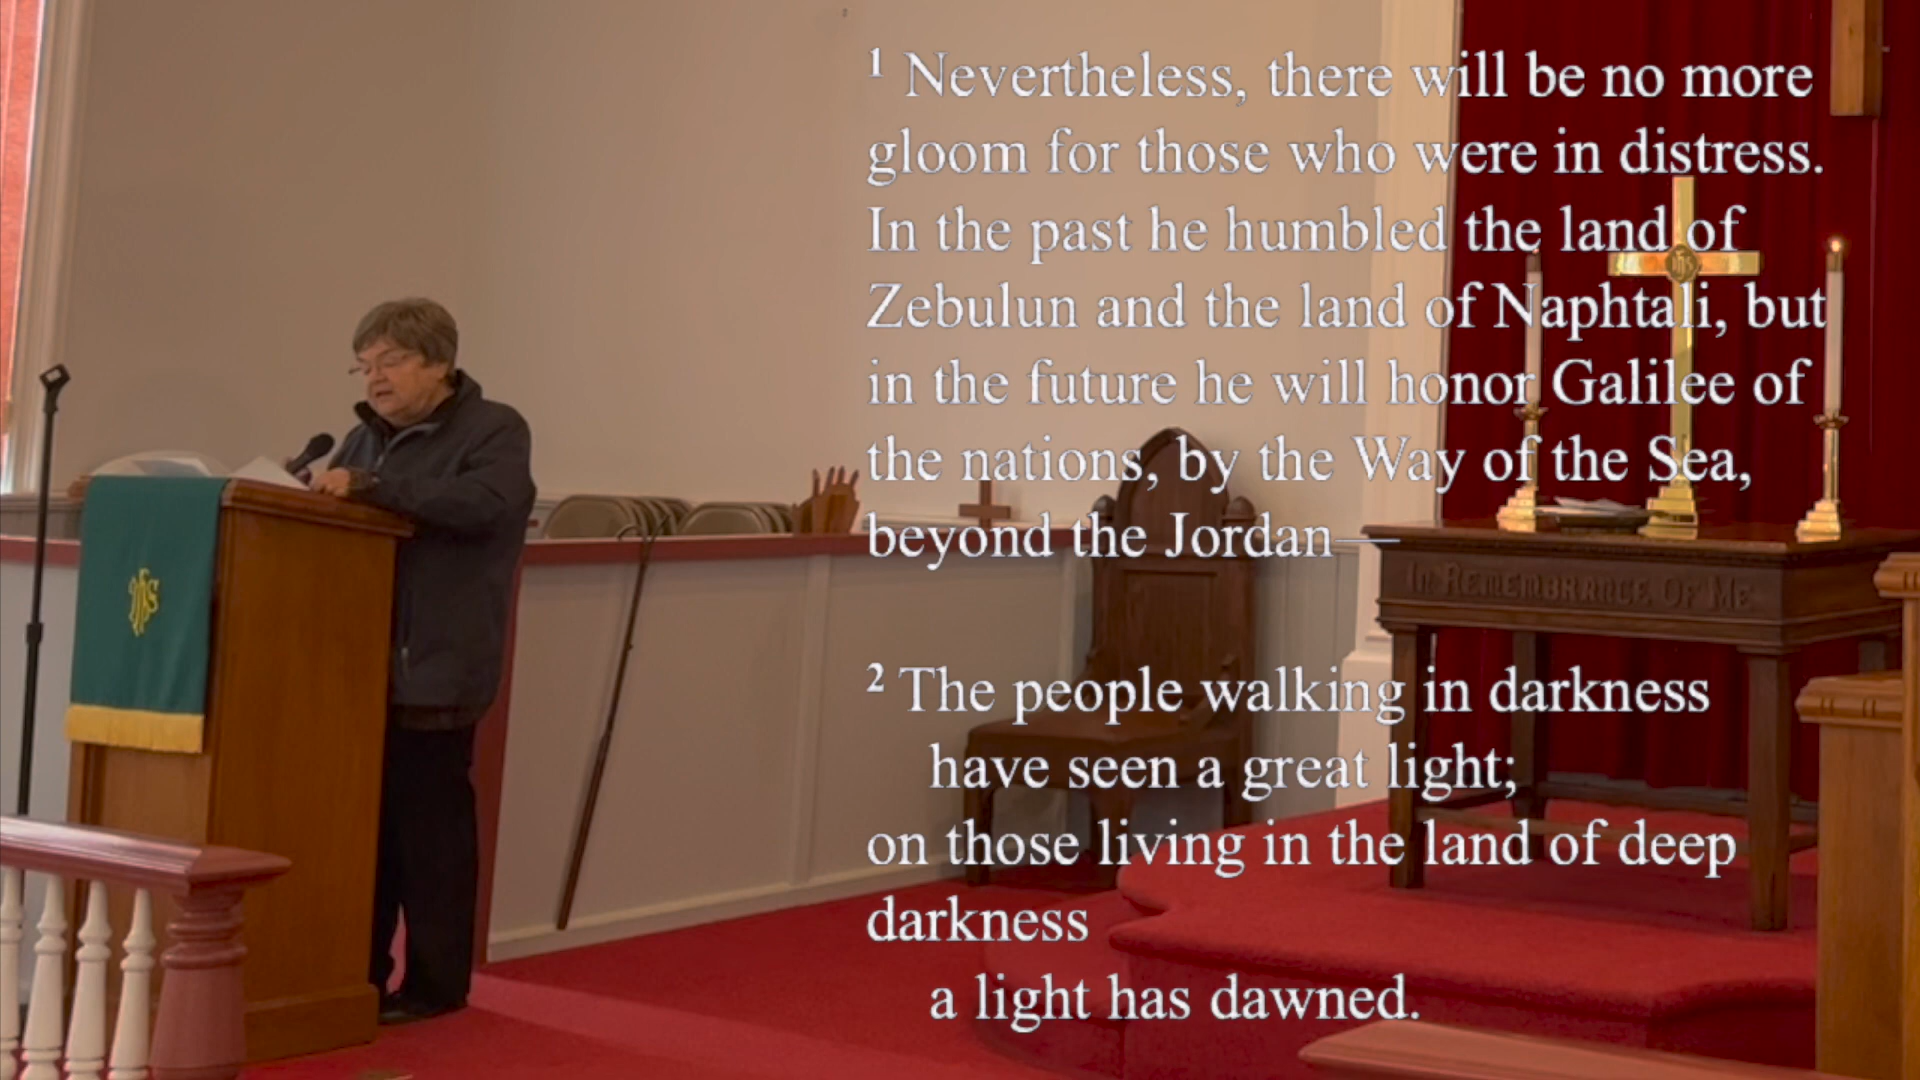 1 Nevertheless, there will be no more
gloom for those who were in distress.
In the past he humbled the land of
Zebulun and the land of Naphtali, but
in the future he will honor Galilee of
the nations, by the Way of the Sea,
beyond the Jordan—
2 The people walking in darkness
have seen a great light;
on those living in the land of deep
darkness
a light has dawned.
IHS
IHS
IN REMEMBRANCE OF ME